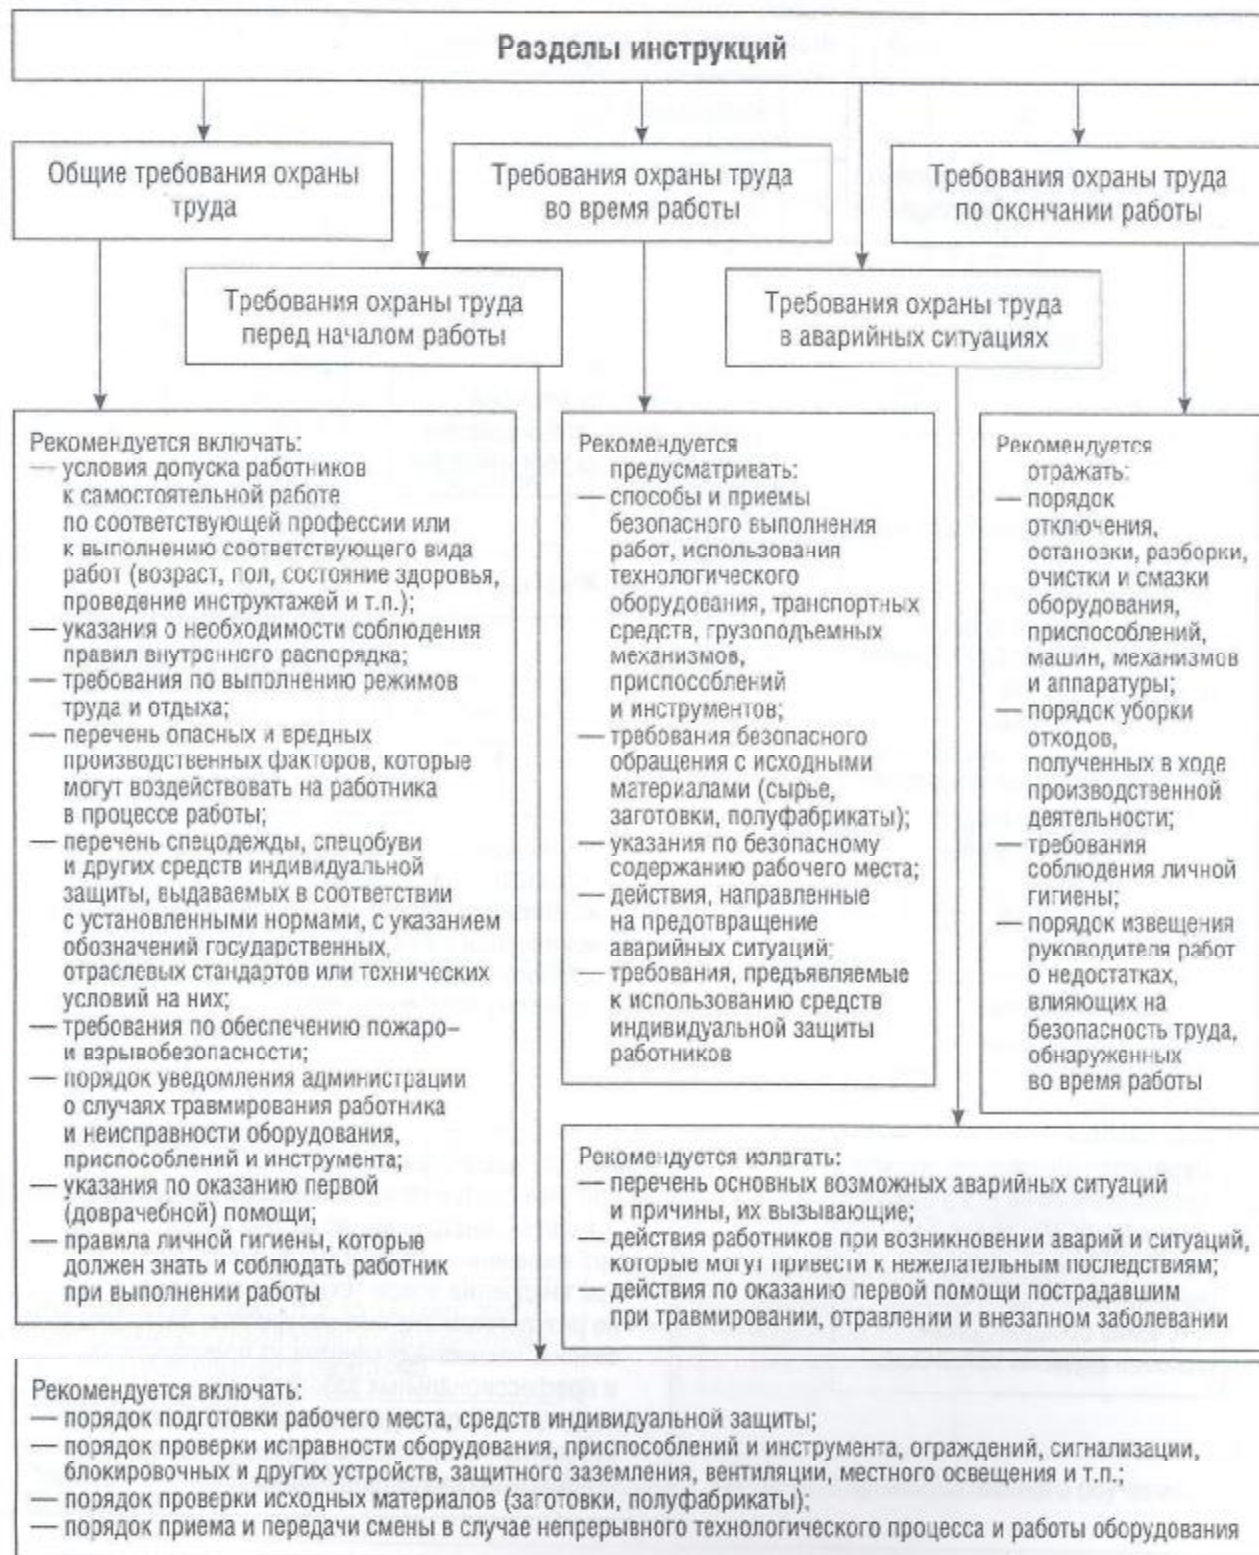 Разделы инструкций
Общие требования охраны
труда
Требования охраны труда
во время работы
Требования охраны труда
по окончании работы
Требования охраны труда
перед началом работы
Требования охраны труда
в аварийных ситуациях
Рекомендуется включать:
— условия допуска работников
к самостоятельной работе
по соответствующей профессии или
к выполнению соответствующего вида
работ (возраст, пол, состояние здоровья,
проведение инструктажей и т.п.);
— указания о необходимости соблюдения
правил внутреннего распорядка;
— требования по выполнению режимов
труда и отдыха;
— перечень опасных и вредных
производственных факторов, которые
могут воздействовать на работника
в процессе работы;
— перечень спецодежды, спецобуви
и других средств индивидуальной
защиты, выдаваемых в соответствии
с установленными нормами, с указанием
обозначений государственных,
отраслевых стандартов или технических
условий на них;
— требования по обеспечению пожаро–
и взрывобезопасности;
— порядок уведомления администрации
о случаях травмирования работника
и неисправности оборудования,
приспособлений и инструмента;
— указания по оказанию первой
(доврачебной) помощи;
— правила личной гигиены, которые
должен знать и соблюдать работник
при выполнении работы
Рекомендуется
предусматривать:
— способы и приемы
безопасного выполнения
работ, использования
технологического
оборудования, транспортных
средств, грузоподъемных
механизмов,
приспособлений
и инструментов;
— требования безопасного
обращения с исходными
материалами (сырье,
заготовки, полуфабрикаты);
— указания по безопасному
содержанию рабочего места;
— действия, направленные
на предотвращение
аварийных ситуаций;
— требования, предъявляемые
к использованию средств
индивидуальной защиты
работников
Рекомендуется
отражать:
— порядок
отключения,
остановки, разборки,
очистки и смазки
оборудования,
приспособлений,
машин, механизмов
и аппаратуры;
— порядок уборки
отходов,
полученных в ходе
производственной
деятельности;
— требования
соблюдения личной
гигиены;
— порядок извещения
руководителя работ
о недостатках,
влияющих на
безопасность труда,
обнаруженных
во время работы
Рекомендуется излагать:
— перечень основных возможных аварийных ситуаций
и причины, их вызывающие;
— действия работников при возникновении аварий и ситуаций,
которые могут привести к нежелательным последствиям;
— действия по оказанию первой помощи пострадавшим
при травмировании, отравлении и внезапном заболевании
Рекомендуется включать:
— порядок подготовки рабочего места, средств индивидуальной защиты;
— порядок проверки исправности оборудования, приспособлений и инструмента, ограждений, сигнализации,
блокировочных и других устройств, защитного заземления, вентиляции, местного освещения и т.п.;
— порядок проверки исходных материалов (заготовки, полуфабрикаты);
— порядок приема и передачи смены в случае непрерывного технологического процесса и работы оборудования